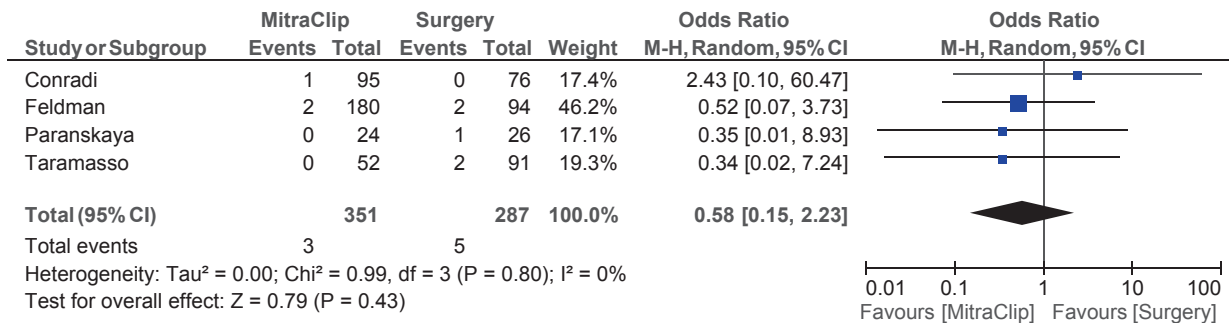 MitraClip Surgery Odds Ratio Odds Ratio
Study or Subgroup Events Total Events Total Weight M-H, Random, 95% CI M-H, Random, 95% CI
Conradi 1 95 0 76 17.4% 2.43 [0.10, 60.47]
Feldman 2 180 2 94 46.2% 0.52 [0.07, 3.73]
Paranskaya 0 24 1 26 17.1% 0.35 [0.01, 8.93]
Taramasso 0 52 2 91 19.3% 0.34 [0.02, 7.24]
Total (95% CI) 351 287 100.0% 0.58 [0.15, 2.23]
Total events 3 5
Heterogeneity: Tau² = 0.00; Chi² = 0.99, df = 3 (P = 0.80); I² = 0%
Test for overall effect: Z = 0.79 (P = 0.43)
0.01 0.1 1 10 100
Favours [MitraClip] Favours [Surgery]